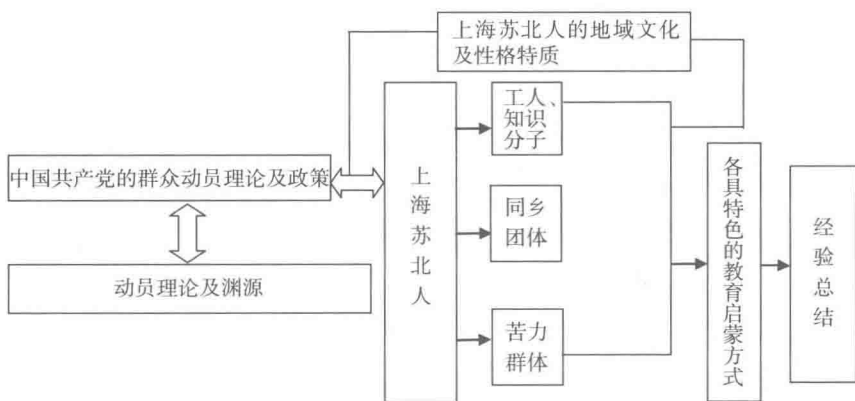 上海苏北人的地域文化
及性格特质
工人、
知识
分子
中国共产党的群众动员理论及政策
上海苏北人
同乡
团体
各具特色的教育启蒙方式
经验总结
动员理论及渊源
苦力
群体